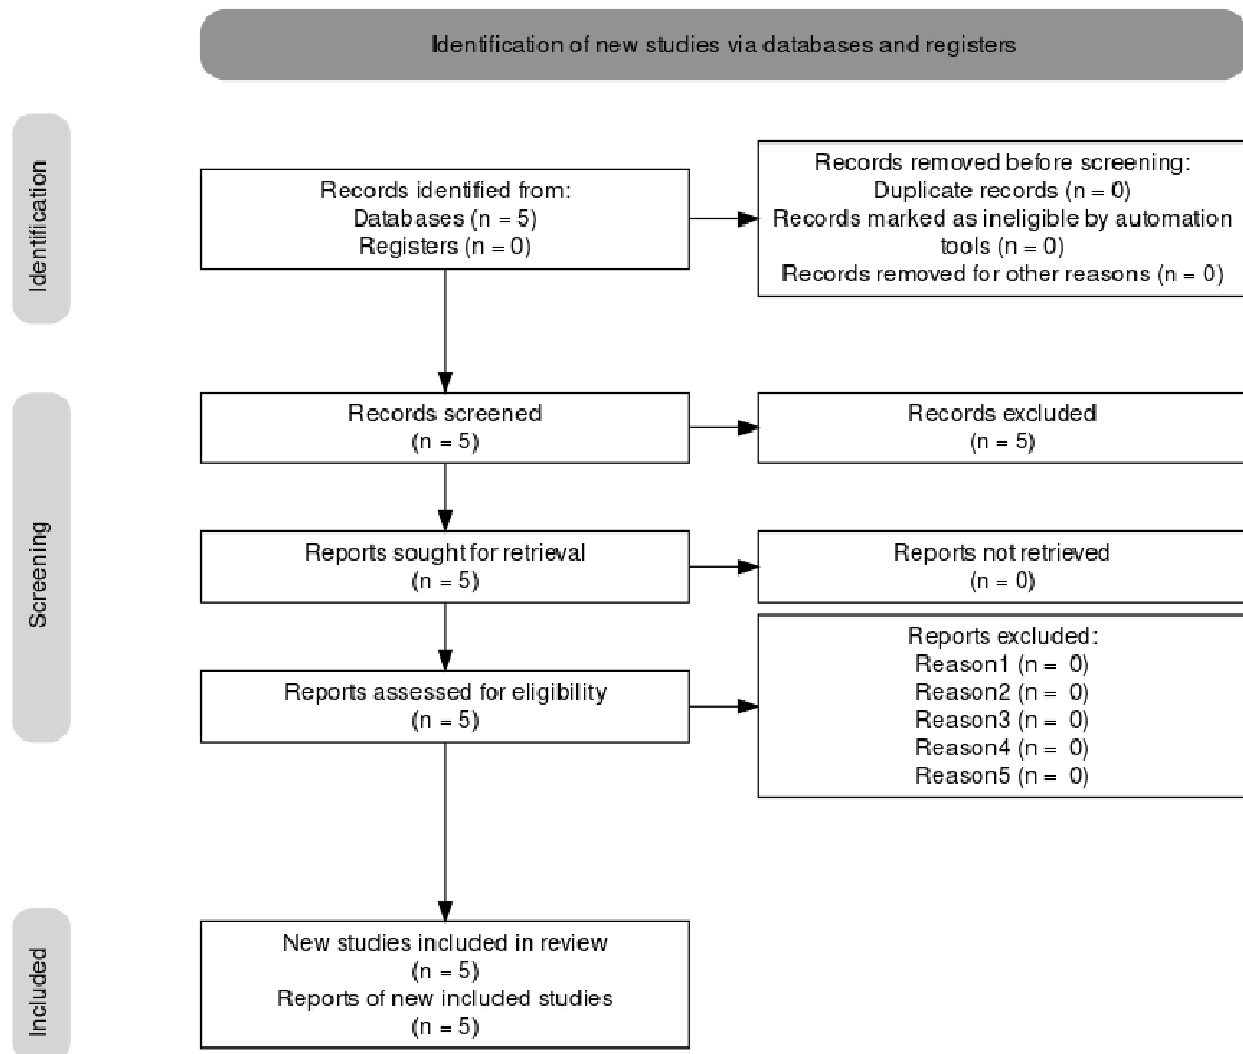 Identification of new studies via databases and registers
Identification
Records identified from:
Databases (n = 5)
Registers (n = 0)
Records removed before screening:
Duplicate records (n = 0)
Records marked as ineligible by automation
tools (n = 0)
Records removed for other reasons (n = 0)
Screening
Records screened
(n = 5)
Records excluded
(n = 5)
Reports sought for retrieval
(n = 5)
Reports not retrieved
(n = 0)
Reports assessed for eligibility
(n = 5)
Reports excluded:
Reason1 (n = 0)
Reason2 (n = 0)
Reason3 (n = 0)
Reason4 (n = 0)
Reason5 (n = 0)
Included
New studies included in review
(n = 5)
Reports of new included studies
(n = 5)